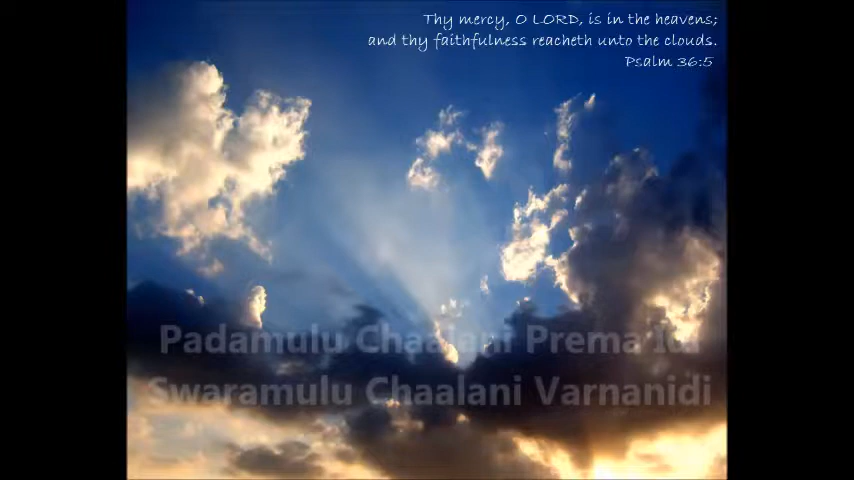 Thy mercy, O LORD, is in the heavens;
and thy faithfulness reacheth unto the clouds.
Psalm 36:5
Padamulu Chaalani Prema Idi
Swaramulu Chaalani Varnanidi